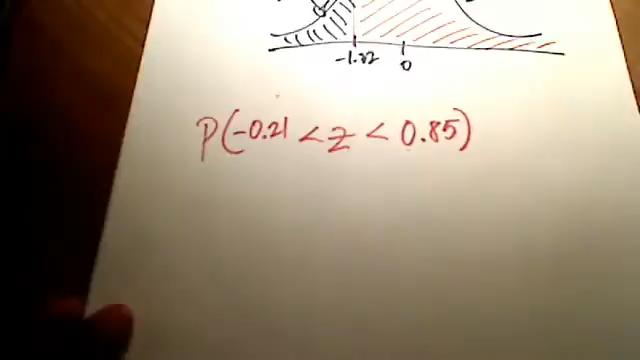 -1.22 0
P(-0.21 < z < 0.85)